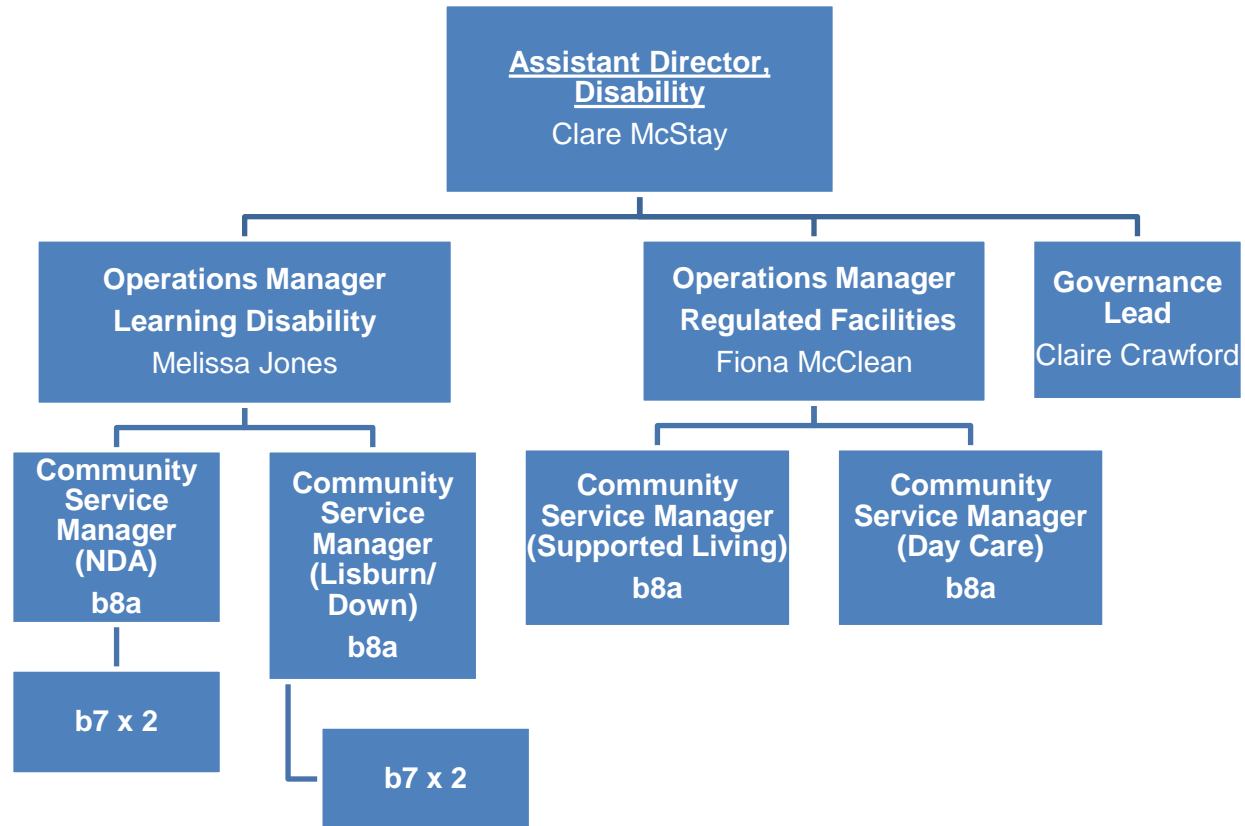 Assistant Director,
Disability
Clare McStay
Operations Manager
Learning Disability
Melissa Jones
Operations Manager
Regulated Facilities
Fiona McClean
Governance
Lead
Claire Crawford
Community
Service
Manager
(NDA)
b8a
Community
Service
Manager
(Lisburn/
Down)
b8a
Community
Service Manager
(Supported Living)
b8a
Community
Service Manager
(Day Care)
b8a
b7 x 2
b7 x 2